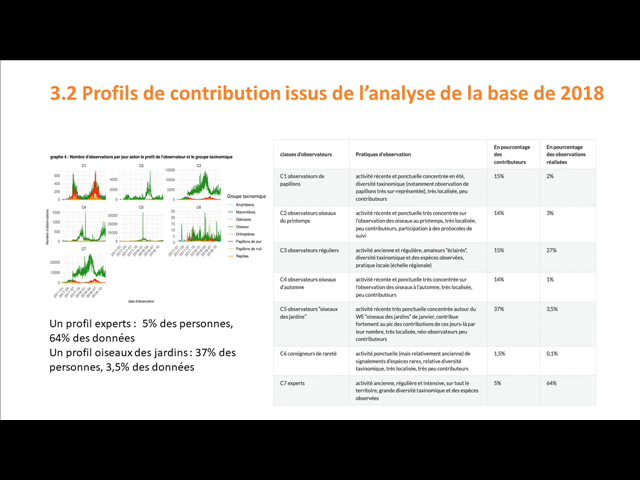 3.2 Profils de contribution issus de l'analyse de la base de 2018
graphe 4 : Nombre d'observations par jour selon le profil de l'observateur et le groupe taxinomique
C1
C2
C3
C4
C5
C6
C7
Nombre d'observations
date d'observation
Groupe taxinomique
Amphibiens
Mammifères
Odonates
Oiseaux
Orthoptères
Papillons de jour
Papillons de nuit
Reptiles
Un profil experts : 5% des personnes,
64% des données
Un profil oiseaux des jardins : 37% des
personnes, 3,5% des données
classes d'observateurs
Pratiques d'observation
En pourcentage
des
contributeurs
En pourcentage
des observations
réalisées
C1 observateurs de
papillons
activité récente et ponctuelle concentrée en été,
diversité taxinomique (notamment observation de
papillons très sur-représentée), très localisée, peu
contributeurs
15%
2%
C2 observateurs oiseaux
du printemps
activité récente et ponctuelle très concentrée sur
l'observation des oiseaux au printemps, très localisée,
peu contributeurs, participation à des protocoles de
suivi
14%
3%
C3 observateurs réguliers
activité ancienne et régulière, amateurs "éclairés",
diversité taxinomique et des espèces observées,
pratique locale (échelle régionale)
15%
27%
C4 observateurs oiseaux
d'automne
activité récente et ponctuelle très concentrée sur
l'observation des oiseaux à l'automne, très localisée,
peu contributeurs
14%
1%
C5 observateurs "oiseaux
des jardins"
activité récente très ponctuelle concentrée autour du
WE "oiseaux des jardins" de janvier, contribue
fortement au pic des contributions de ces jours-là par
leur nombre, très localisée, néo-observateurs peu
contributeurs
37%
3,5%
C6 consigneurs de rareté
activité ponctuelle (mais relativement ancienne) de
signalements d'espèces rares, relative diversité
taxinomique, très localisée, très peu contributeurs
1,5%
0,1%
C7 experts
activité ancienne, régulière et intensive, sur tout le
territoire, grande diversité taxinomique et des espèces
observées
5%
64%